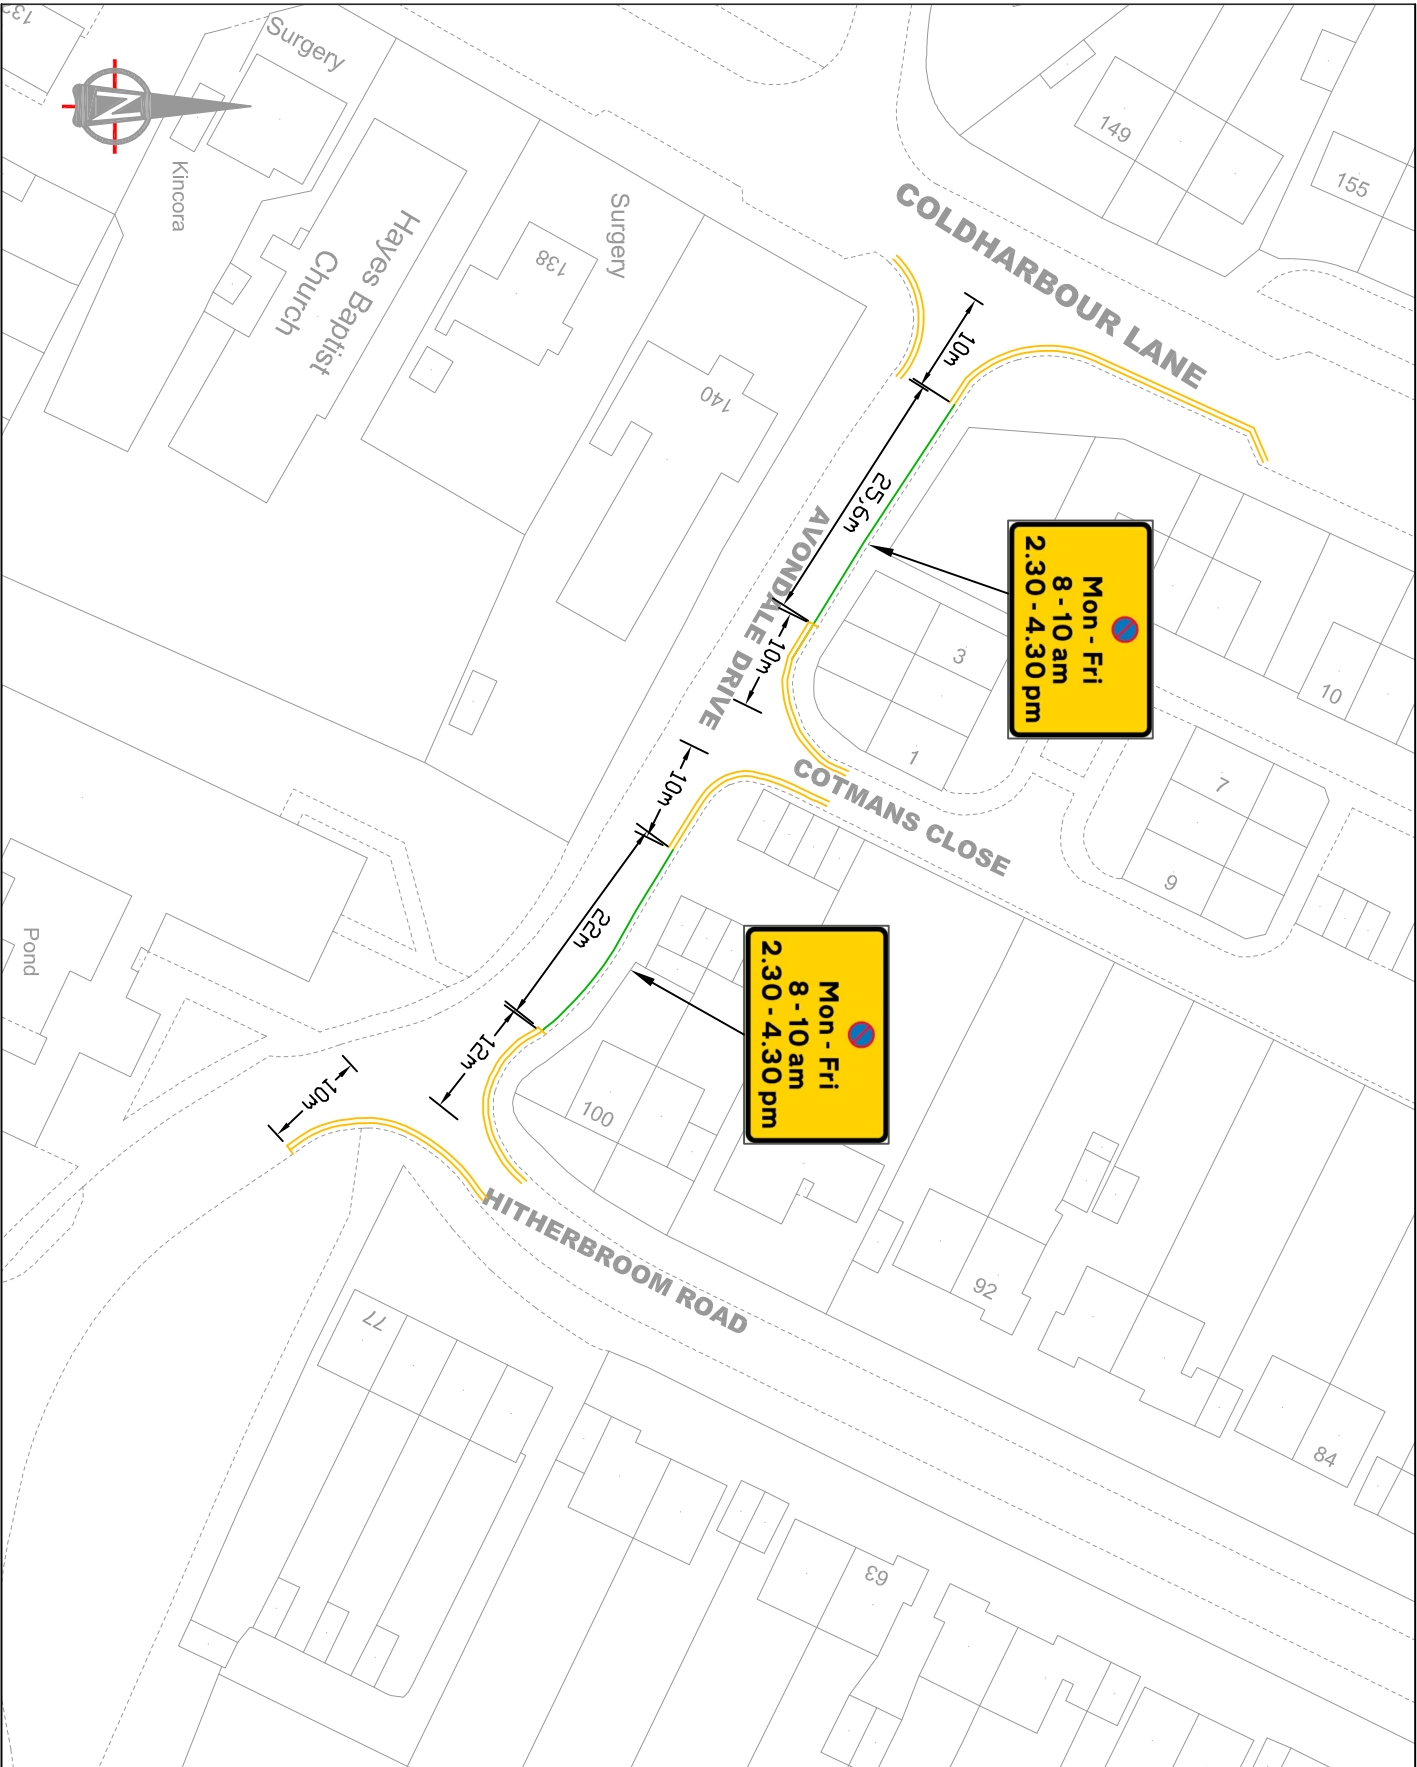 132
Surgery
N
Kincora
Hayes Baptist
Church
Surgery
138
140
149
155
COLDHARBOUR LANE
10m
25,6m
AVONDALE DRIVE
10m
Mon - Fri
8 - 10 am
2.30 - 4.30 pm
3
1
10
7
9
COTMANS CLOSE
10m
22m
Mon - Fri
8 - 10 am
2.30 - 4.30 pm
12m
10m
Pond
100
HITHERBROOM ROAD
92
84
77
63